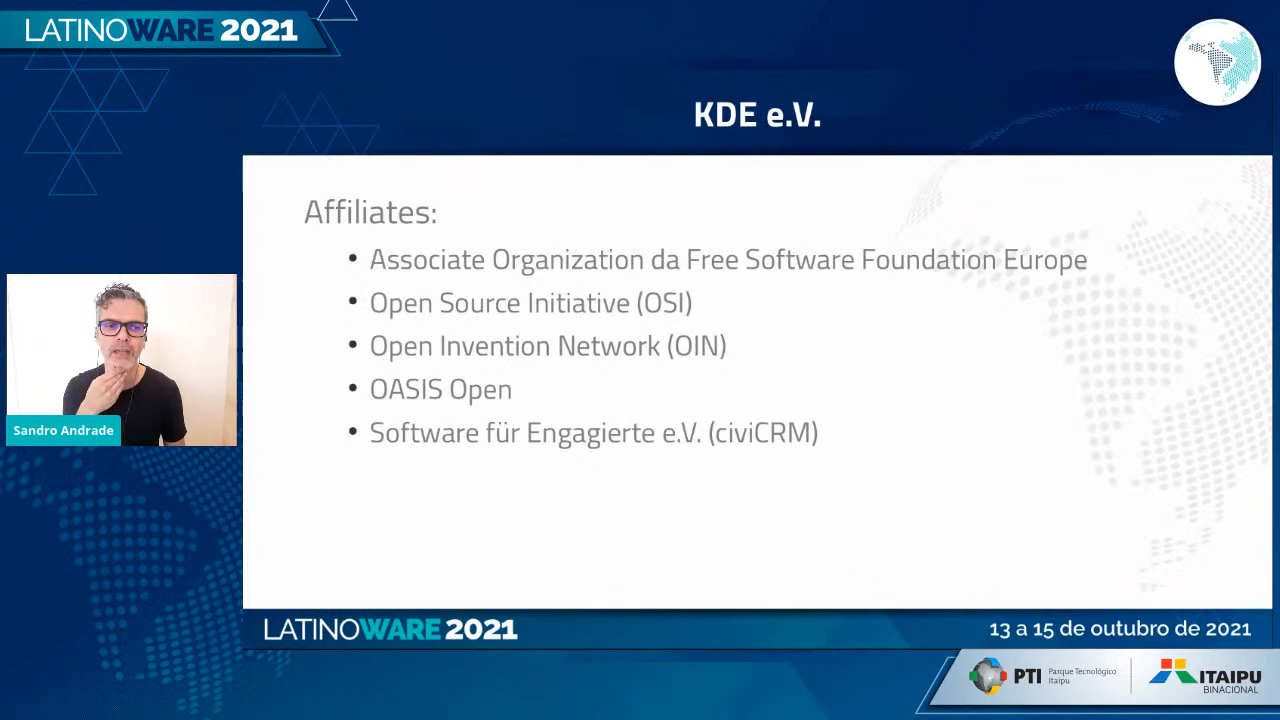 LATINOWARE 2021
KDE e.V.
Affiliates:
• Associate Organization da Free Software Foundation Europe
• Open Source Initiative (OSI)
• Open Invention Network (OIN)
• OASIS Open
• Software für Engagierte e.V. (civiCRM)
Sandro Andrade
LATINOWARE 2021
13 a 15 de outubro de 2021
PTI Parque Tecnológico
Itaipu
ITAIPU
BINACIONAL